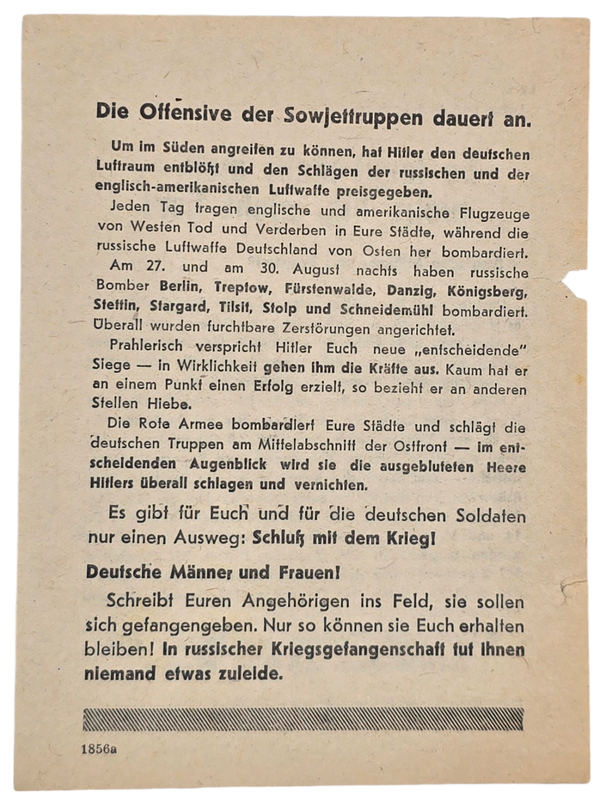 Die Offensive der Sowjettruppen dauert an.
Um im Süden angreifen zu können, hat Hitler den deutschen
Luftraum entblößt und den Schlägen der russischen und der
englisch-amerikanischen Luftwaffe preisgegeben.
Jeden Tag tragen englische und amerikanische Flugzeuge
von Westen Tod und Verderben in Eure Städte, während die
russische Luftwaffe Deutschland von Osten her bombardiert.
Am 27. und am 30. August nachts haben russische
Bomber Berlin, Treptow, Fürstenwalde, Danzig, Königsberg,
Stettin, Stargard, Tilsit, Stolp und Schneidemühl bombardiert.
Überall wurden furchtbare Zerstörungen angerichtet.
Prahlerisch verspricht Hitler Euch neue „entscheidende"
Siege — in Wirklichkeit gehen ihm die Kräfte aus. Kaum hat er
an einem Punkt einen Erfolg erzielt, so bezieht er an anderen
Stellen Hiebe.
Die Rote Armee bombardiert Eure Städte und schlägt die
deutschen Truppen am Mittelabschnitt der Ostfront — im ent-
scheidenden Augenblick wird sie die ausgebluteten Heere
Hitlers überall schlagen und vernichten.
Es gibt für Euch und für die deutschen Soldaten
nur einen Ausweg: Schluß mit dem Krieg!
Deutsche Männer und Frauen!
Schreibt Euren Angehörigen ins Feld, sie sollen
sich gefangengeben. Nur so können sie Euch erhalten
bleiben! In russischer Kriegsgefangenschaft tut ihnen
niemand etwas zuleide.
1856a